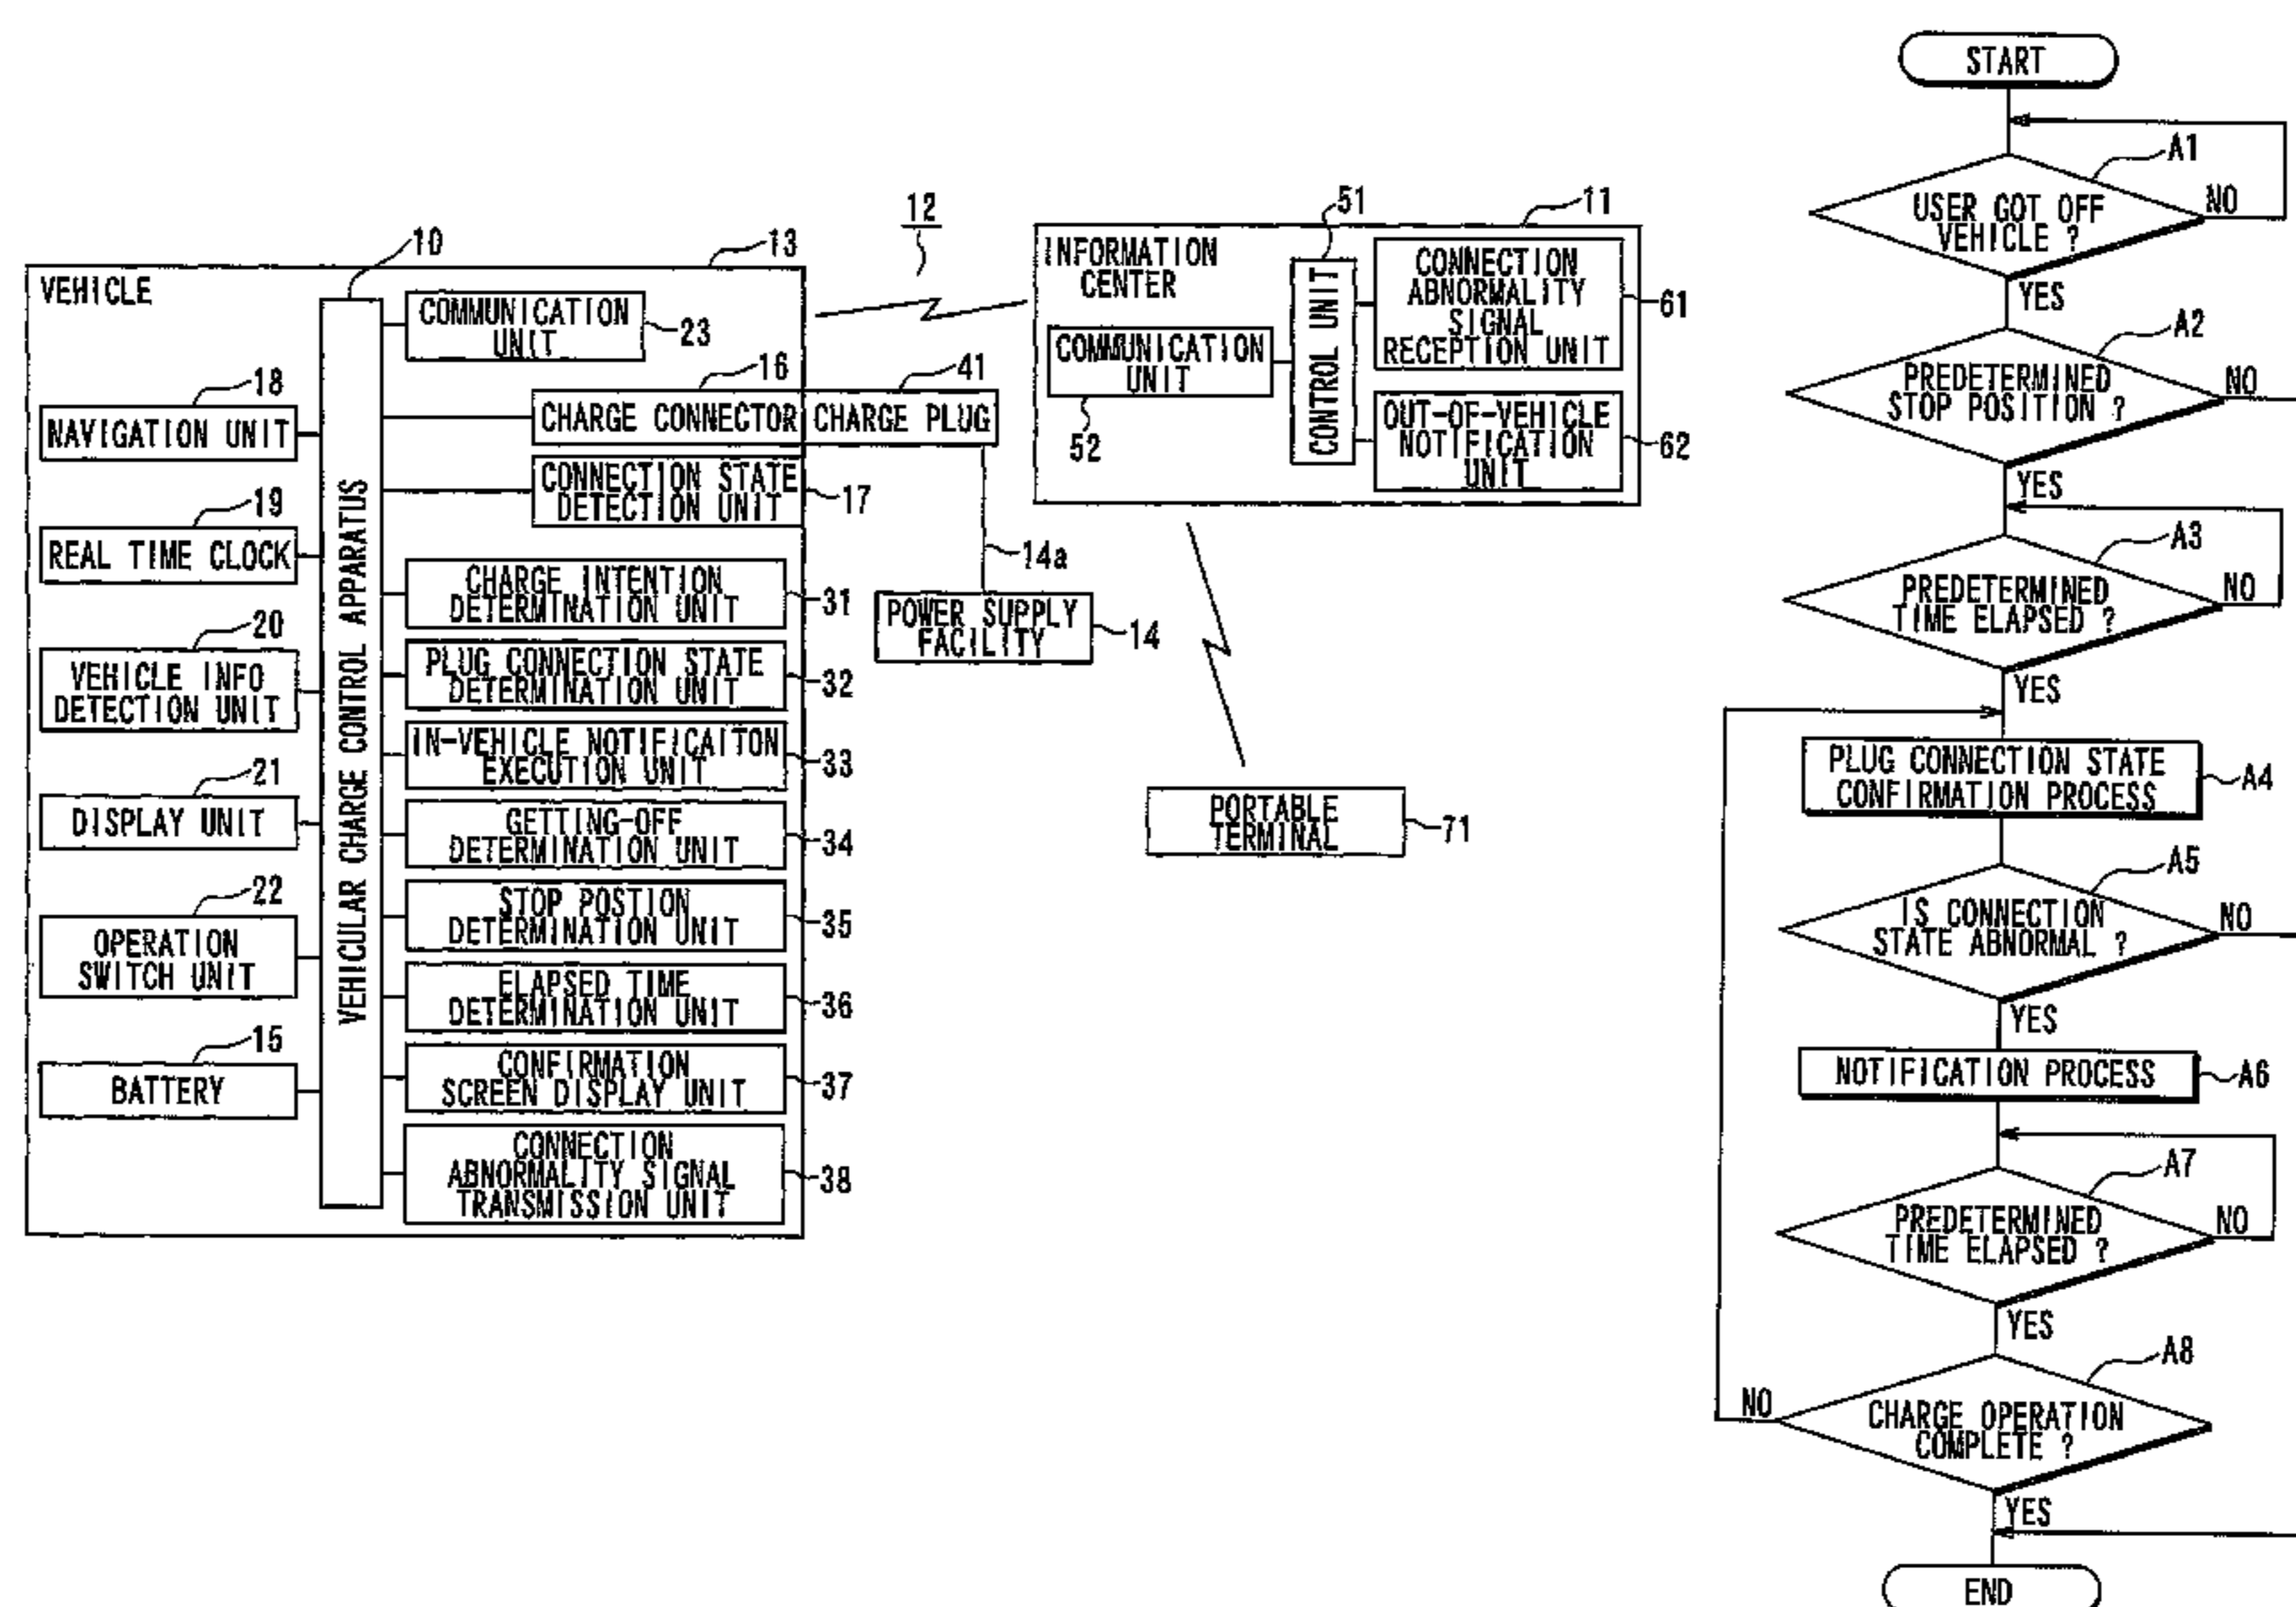 12
VEHICLE
10
13
COMMUNICATION
UNIT
23
18
NAVIGATION UNIT
16
41
CHARGE CONNECTOR
CHARGE PLUG
CONNECTION STATE
DETECTION UNIT
17
19
REAL TIME CLOCK
14a
CHARGE INTENTION
DETERMINATION UNIT
31
POWER SUPPLY
FACILITY
14
20
VEHICLE INFO
DETECTION UNIT
PLUG CONNECTION STATE
DETERMINATION UNIT
32
IN-VEHICLE NOTIFICAITON
EXECUTION UNIT
33
21
DISPLAY UNIT
GETTING-OFF
DETERMINATION UNIT
34
22
OPERATION
SWITCH UNIT
STOP POSTION
DETERMINATION UNIT
35
ELAPSED TIME
DETERMINATION UNIT
36
15
BATTERY
CONFIRMATION
SCREEN DISPLAY UNIT
37
CONNECTION
ABNORMALITY SIGNAL
TRANSMISSION UNIT
38
VEHICULAR CHARGE CONTROL APPARATUS
11
INFORMATION
CENTER
51
CONTROL UNIT
COMMUNICATION
UNIT
52
CONNECTION
ABNORMALITY
SIGNAL
RECEPTION UNIT
61
OUT-OF-VEHICLE
NOTIFICATION
UNIT
62
PORTABLE
TERMINAL
71
START
A1
USER GOT OFF
VEHICLE ?
NO
YES
A2
PREDETERMINED
STOP POSITION ?
NO
YES
A3
PREDETERMINED
TIME ELAPSED ?
NO
YES
PLUG CONNECTION STATE
CONFIRMATION PROCESS
A4
A5
IS CONNECTION
STATE ABNORMAL ?
NO
YES
NOTIFICATION PROCESS
A6
A7
PREDETERMINED
TIME ELAPSED ?
NO
YES
A8
NO
CHARGE OPERATION
COMPLETE ?
YES
END